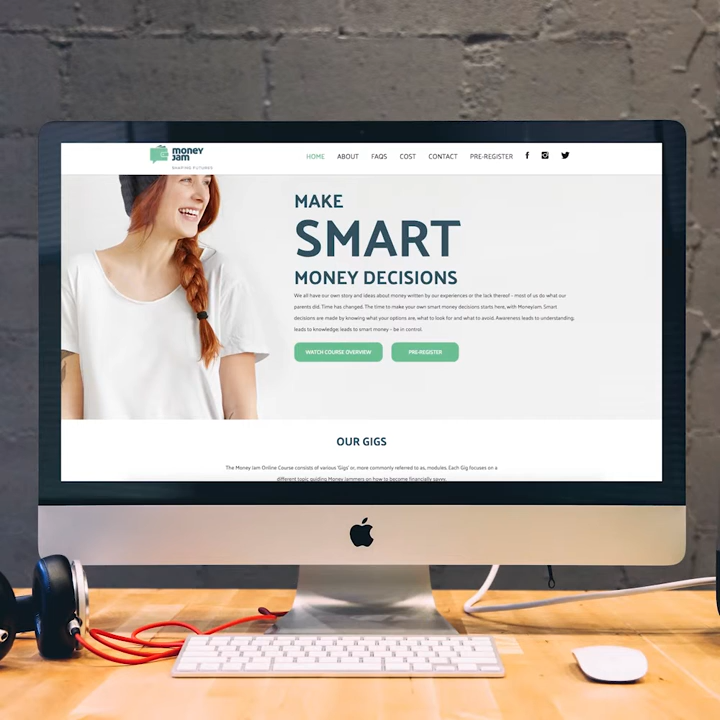 money
jam
SHAPING FUTURES
HOME ABOUT FAQS COST CONTACT PRE-REGISTER
MAKE
SMART
MONEY DECISIONS
We all have our own story and ideas about money written by our experiences or the lack thereof - most of us do what our
parents did. Time has changed. The time to make your own smart money decisions starts here, with MoneyJam. Smart
decisions are made by knowing what your options are, what to look for and what to avoid. Awareness leads to understanding,
leads to knowledge; leads to smart money - be in control.
WATCH COURSE OVERVIEW PRE-REGISTER
OUR GIGS
The Money Jam Online Course consists of various 'Gigs' or, more commonly referred to as, modules. Each Gig focuses on a
different topic guiding Money Jammers on how to become financially savvy.